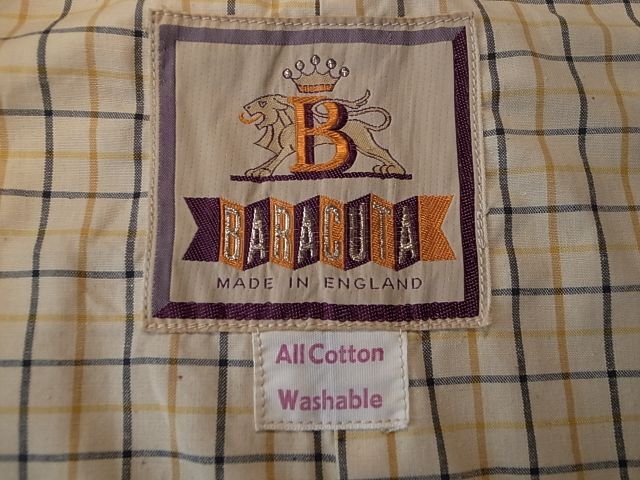 B
BARACUTA
MADE IN ENGLAND
All Cotton
Washable